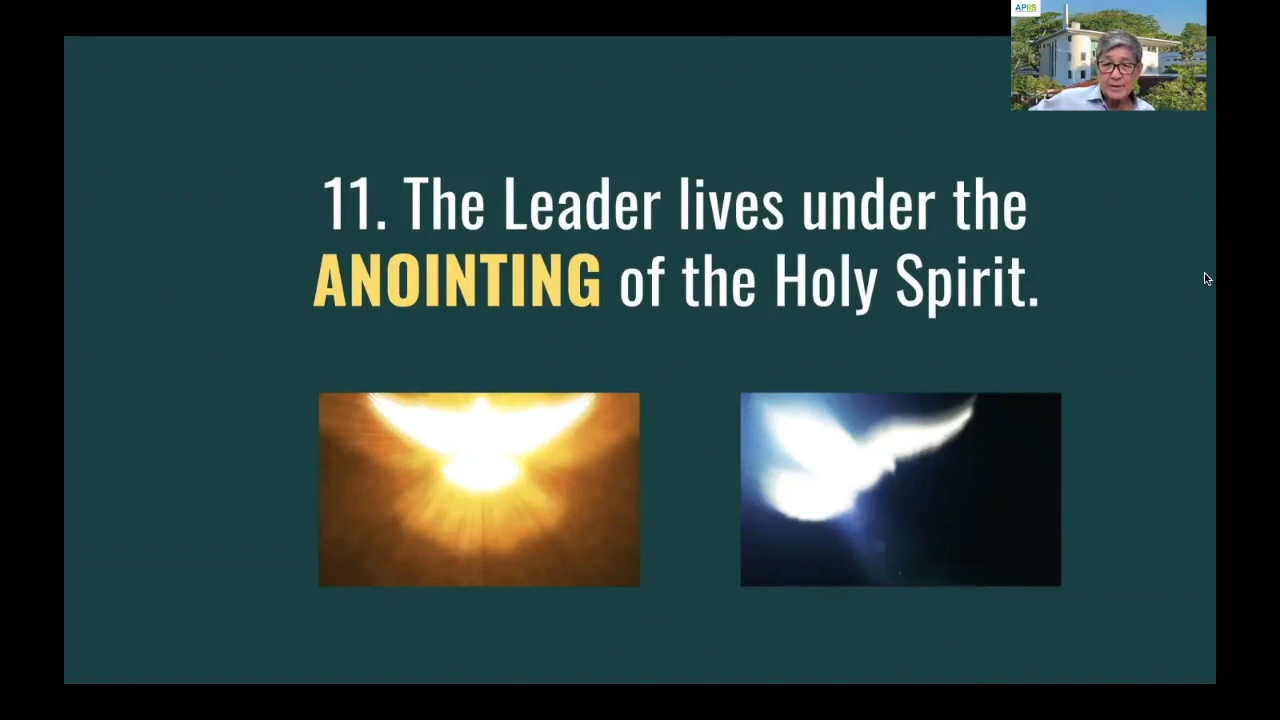 APIIS
11. The Leader lives under the
ANOINTING of the Holy Spirit.